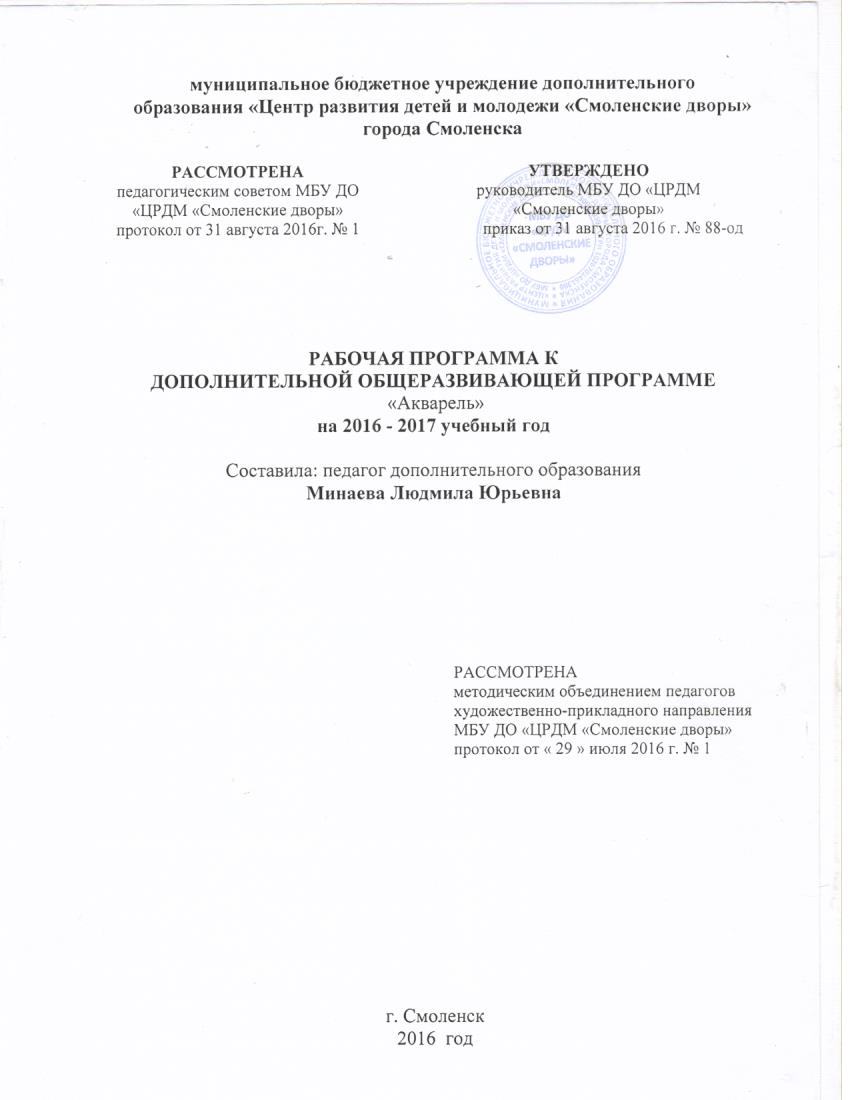 муниципальное бюджетное учреждение дополнительного
образования «Центр развития детей и молодежи «Смоленские дворы»
города Смоленска
РАССМОТРЕНА
педагогическим советом МБУ ДО
«ЦРДМ «Смоленские дворы»
протокол от 31 августа 2016г. № 1
УТВЕРЖДЕНО
руководитель МБУ ДО «ЦРДМ
«Смоленские дворы»
приказ от 31 августа 2016 г. № 88-од
«СМОЛЕНСКИЕ
ДВОРЫ»
РАБОЧАЯ ПРОГРАММА К
ДОПОЛНИТЕЛЬНОЙ ОБЩЕРАЗВИВАЮЩЕЙ ПРОГРАММЕ
«Акварель»
на 2016 - 2017 учебный год
Составила: педагог дополнительного образования
Минаева Людмила Юрьевна
РАССМОТРЕНА
методическим объединением педагогов
художественно-прикладного направления
МБУ ДО «ЦРДМ «Смоленские дворы»
протокол от « 29 » июля 2016 г. № 1
г. Смоленск
2016 год